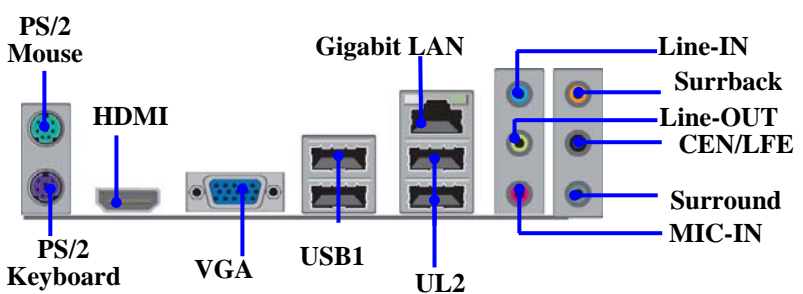 PS/2
Mouse
HDMI
Gigabit LAN
Line-IN
Surrback
Line-OUT
CEN/LFE
Surround
MIC-IN
PS/2
Keyboard
VGA
USB1
UL2